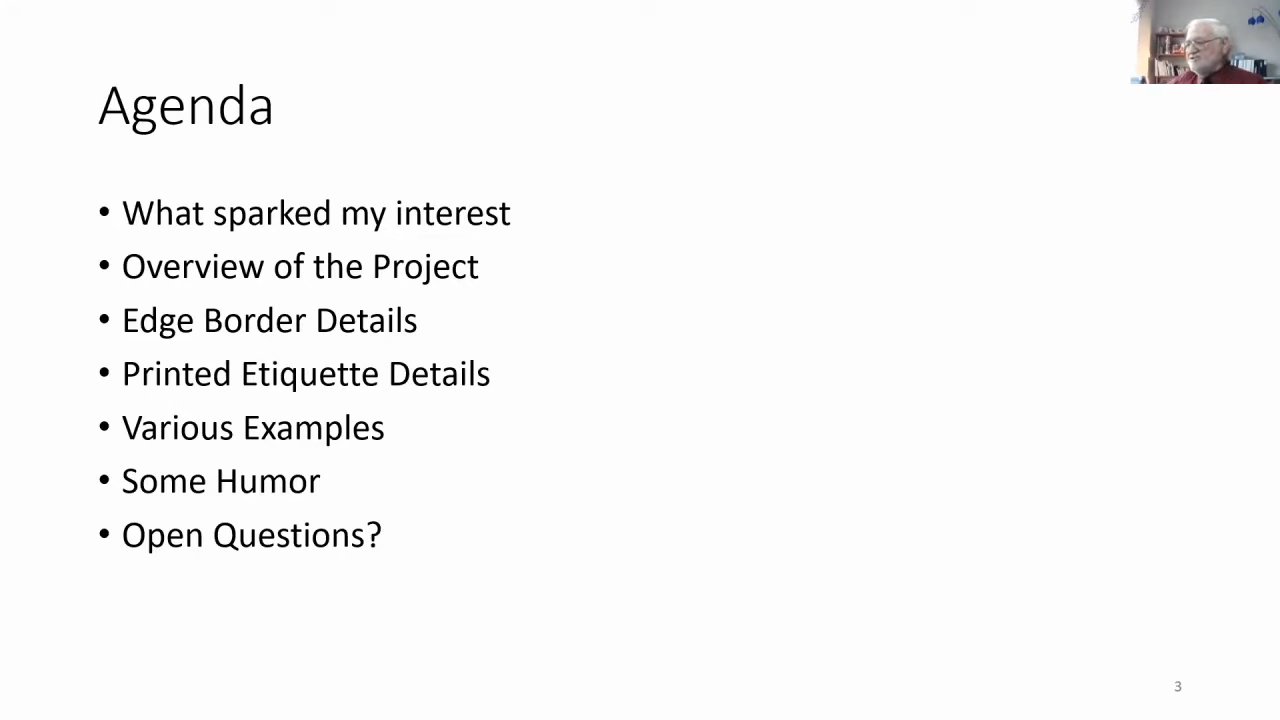 Agenda
• What sparked my interest
• Overview of the Project
• Edge Border Details
• Printed Etiquette Details
• Various Examples
• Some Humor
• Open Questions?
3